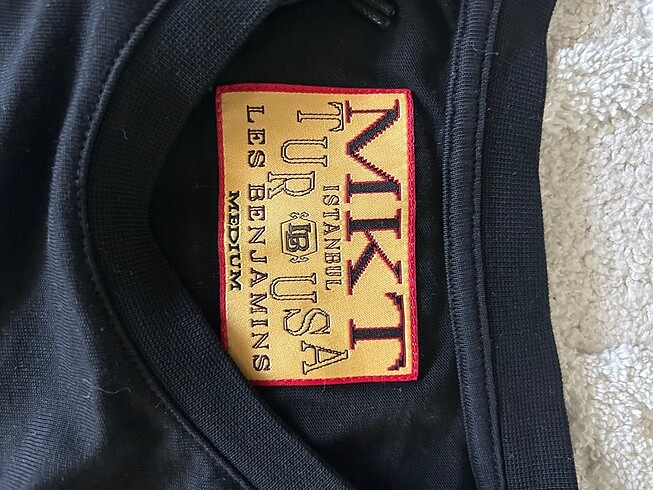 MKT
ISTANBUL
TUR LB USA
LES BENJAMINS
MEDIUM